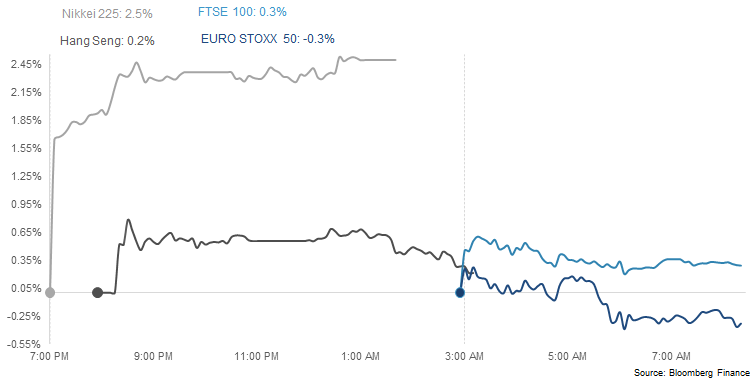 Nikkei 225: 2.5% FTSE 100: 0.3%
Hang Seng: 0.2% EURO STOXX 50: -0.3%
2.45%
2.15%
1.85%
1.55%
1.25%
0.95%
0.65%
0.35%
0.05%
-0.25%
-0.55%
7:00 PM 9:00 PM 11:00 PM 1:00 AM 3:00 AM 5:00 AM 7:00 AM
Source: Bloomberg Finance